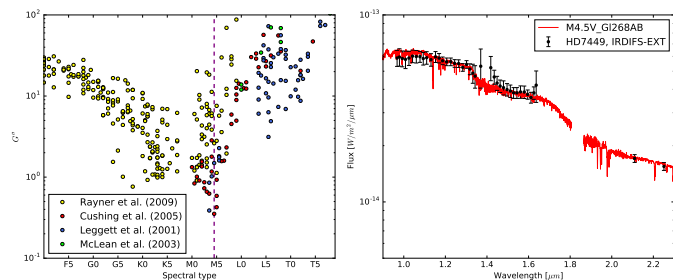 10²
10¹
10⁰
10⁻¹
G''
F5 G0 G5 K0 K5 M0 M5 L0 L5 T0 T5
Spectral type
Rayner et al. (2009)
Cushing et al. (2005)
Leggett et al. (2001)
McLean et al. (2003)
10⁻¹³
10⁻¹⁴
Flux [W/m²/μm]
1.0 1.2 1.4 1.6 1.8 2.0 2.2
Wavelength [μm]
M4.5V_Gl268AB
HD7449, IRDIFS-EXT